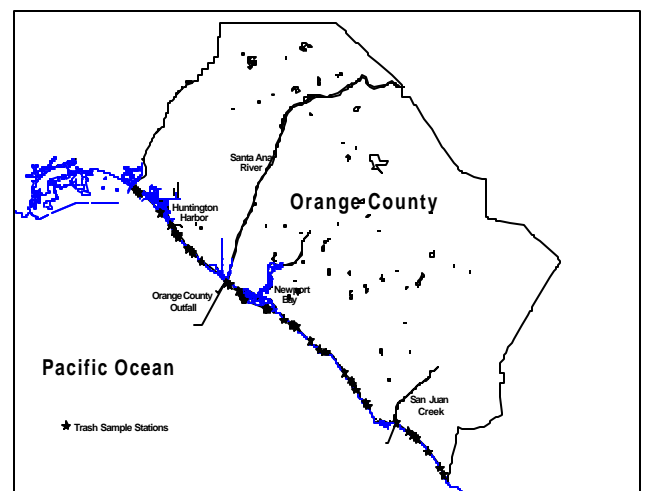 Santa Ana
River
Orange County
Huntington
Harbor
Orange County
Outfall
Newport
Bay
Pacific Ocean
San Juan
Creek
Trash Sample Stations